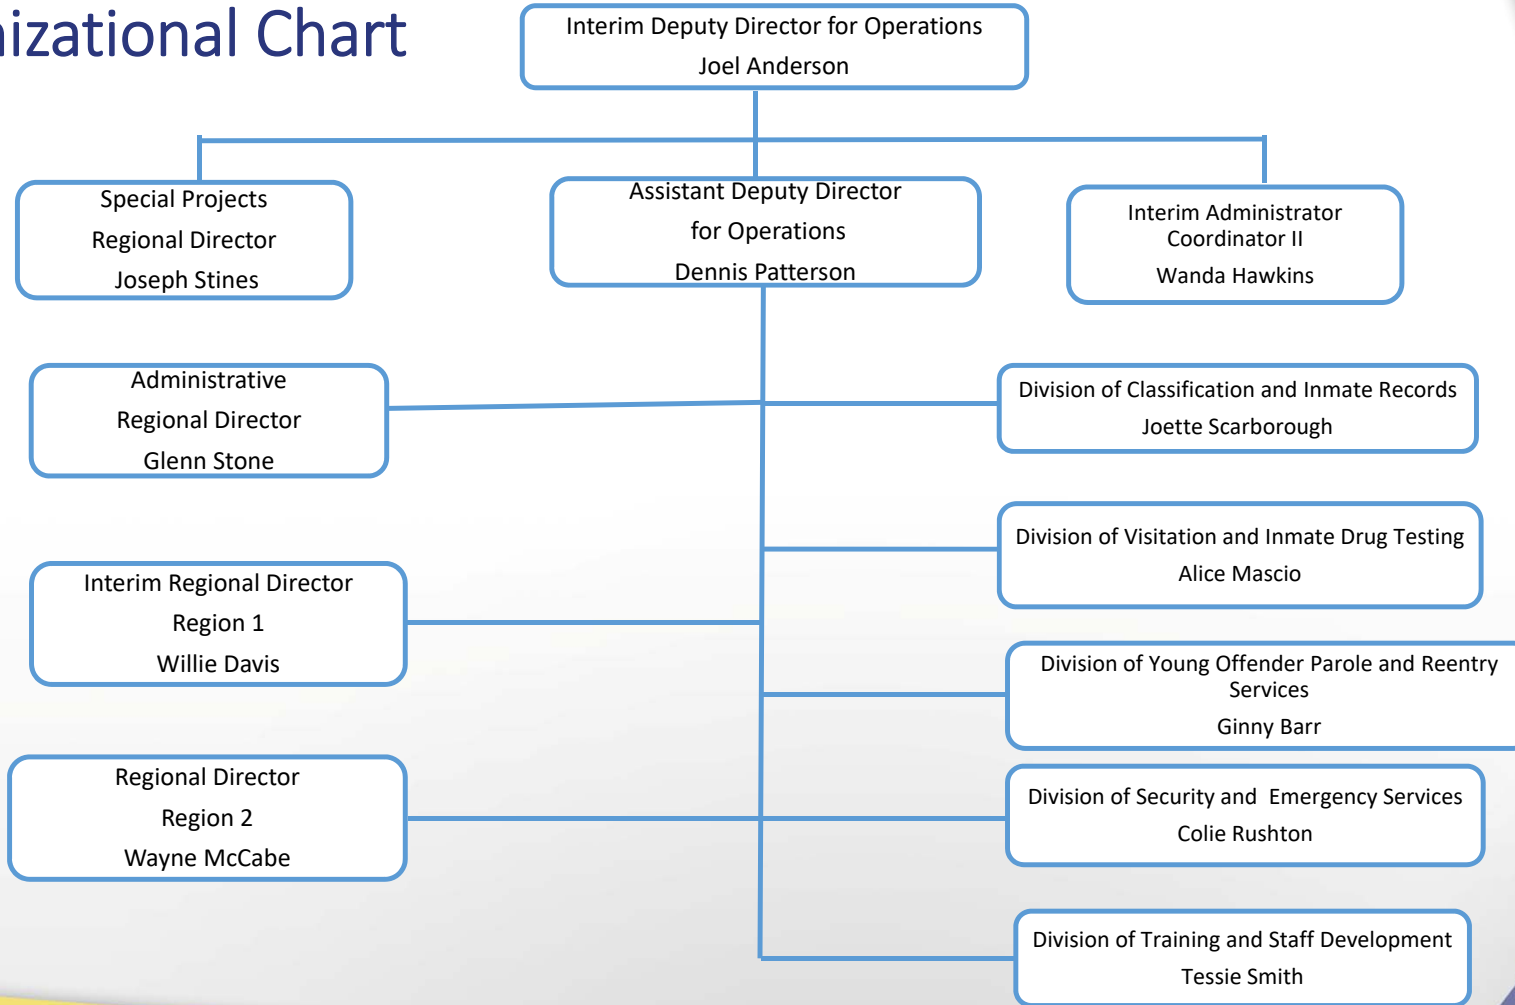 nizational Chart
Interim Deputy Director for Operations
Joel Anderson
Special Projects
Regional Director
Joseph Stines
Assistant Deputy Director
for Operations
Dennis Patterson
Interim Administrator
Coordinator II
Wanda Hawkins
Administrative
Regional Director
Glenn Stone
Division of Classification and Inmate Records
Joette Scarborough
Division of Visitation and Inmate Drug Testing
Alice Mascio
Interim Regional Director
Region 1
Willie Davis
Division of Young Offender Parole and Reentry
Services
Ginny Barr
Regional Director
Region 2
Wayne McCabe
Division of Security and  Emergency Services
Colie Rushton
Division of Training and Staff Development
Tessie Smith